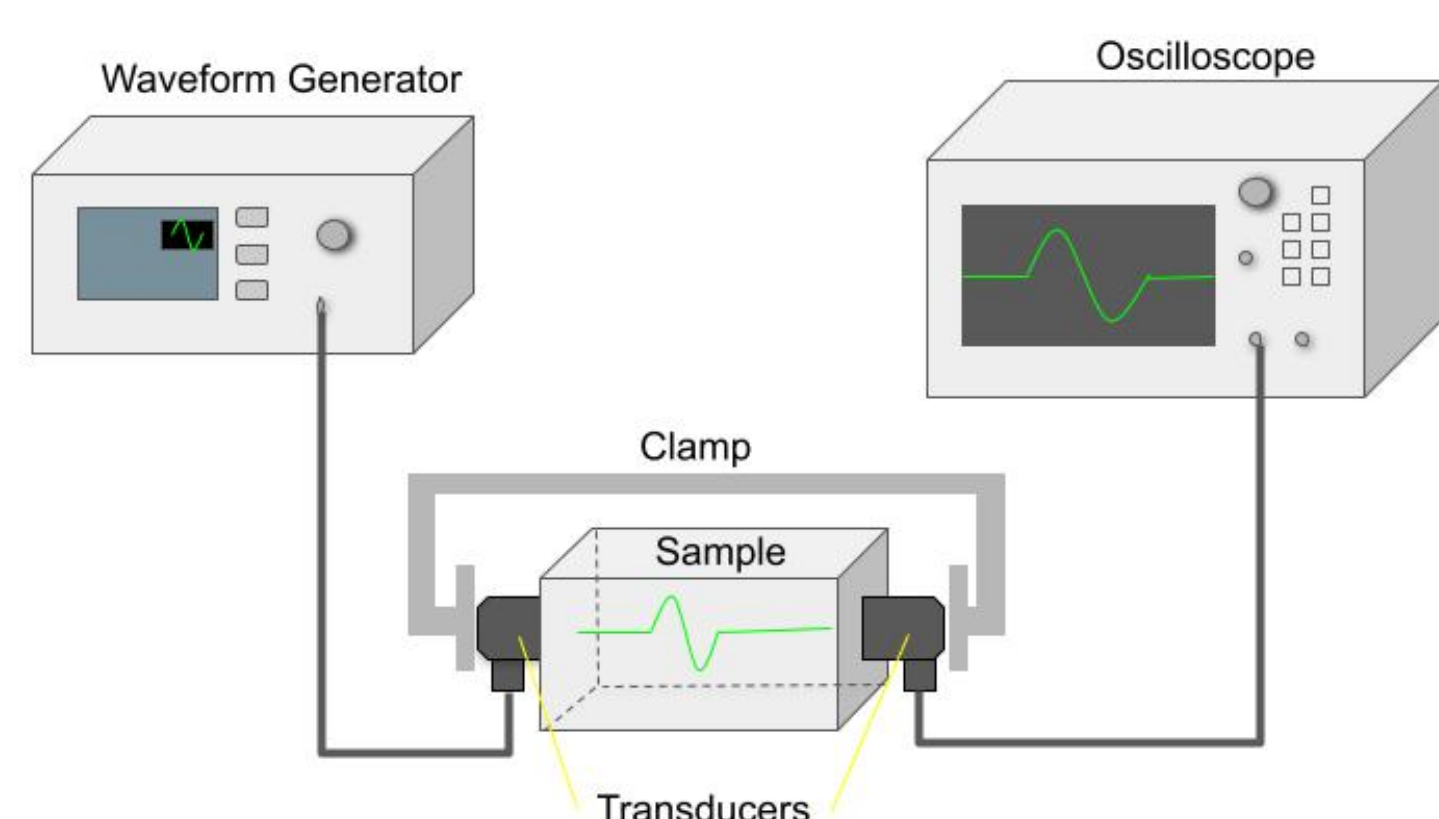 Oscilloscope
Waveform Generator
Clamp
Sample
Transducers